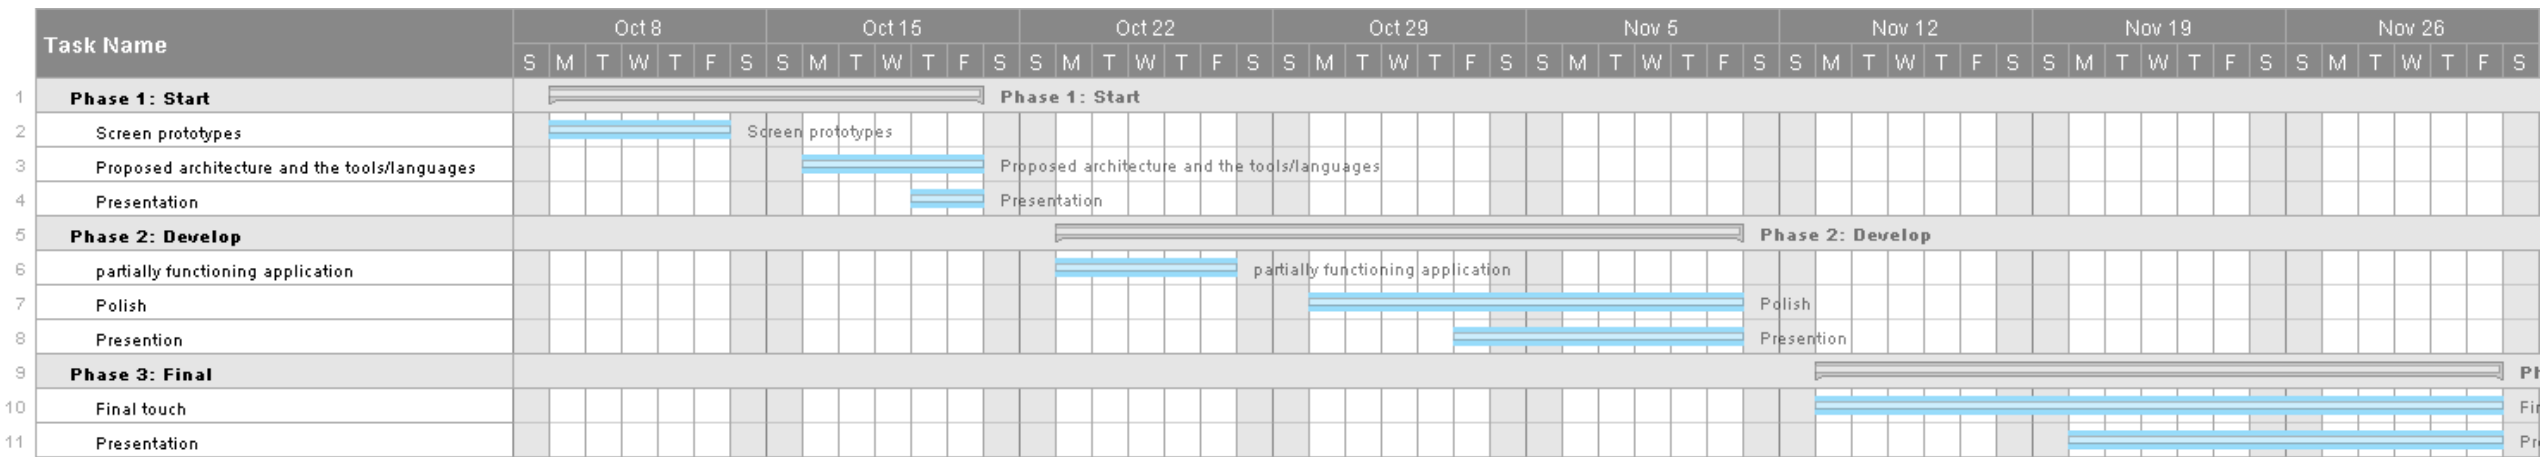 Task Name
Oct 8 Oct 15 Oct 22 Oct 29 Nov 5 Nov 12 Nov 19 Nov 26
S M T W T F S S M T W T F S S M T W T F S S M T W T F S S M T W T F S S M T W T F S S M T W T F S S M T W T F S
1 Phase 1: Start Phase 1: Start
2 Screen prototypes Screen prototypes
3 Proposed architecture and the tools/languages Proposed architecture and the tools/languages
4 Presentation Presentation
5 Phase 2: Develop Phase 2: Develop
6 partially functioning application partially functioning application
7 Polish Polish
8 Presention Presention
9 Phase 3: Final
10 Final touch
11 Presentation